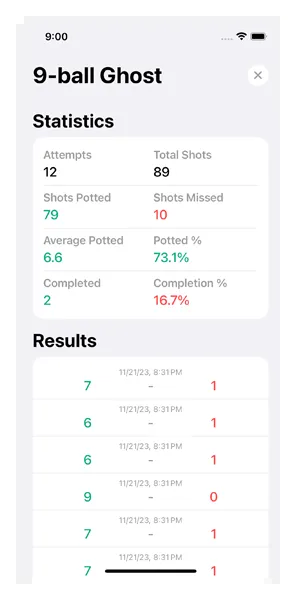 9:00
9-ball Ghost
Statistics
Attempts Total Shots
12 89
Shots Potted Shots Missed
79 10
Average Potted Potted %
6.6 73.1%
Completed Completion %
2 16.7%
Results
11/21/23, 8:31 PM
7 - 1
11/21/23, 8:31 PM
6 - 1
11/21/23, 8:31 PM
6 - 1
11/21/23, 8:31 PM
9 - 0
11/21/23, 8:31 PM
7 - 1
11/21/23, 8:31 PM
7 1